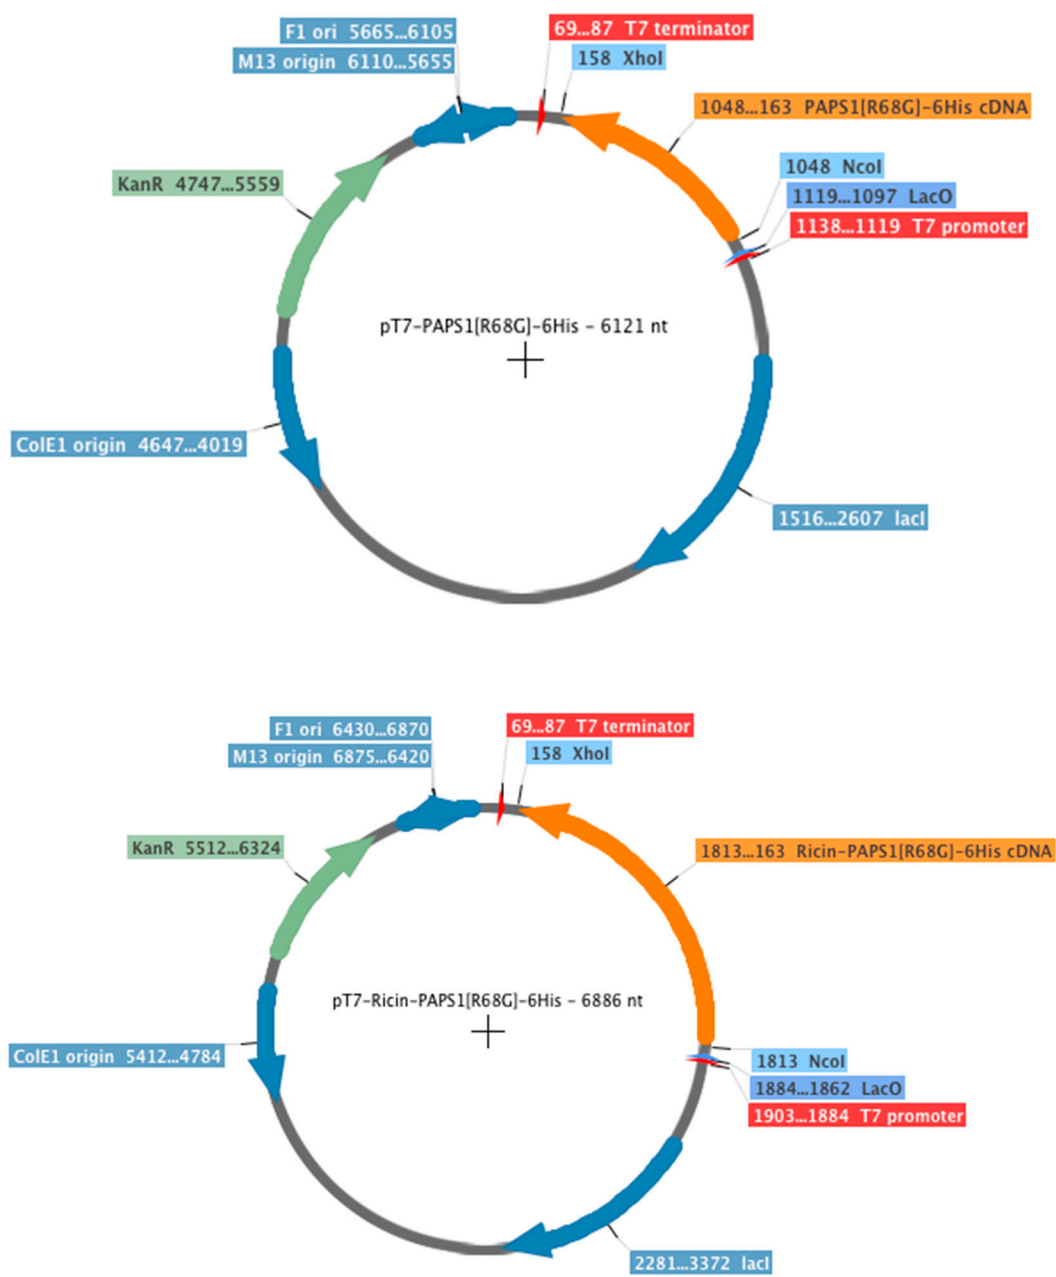 F1 ori 5665...6105
69...87 T7 terminator
M13 origin 6110...5655
158 XhoI
1048...163 PAPS1[R68G]-6His cDNA
1048 NcoI
KanR 4747...5559
1119...1097 LacO
1138...1119 T7 promoter
pT7-PAPS1[R68G]-6His - 6121 nt
ColE1 origin 4647...4019
1516...2607 lacI
F1 ori 6430...6870
69...87 T7 terminator
M13 origin 6875...6420
158 XhoI
KanR 5512...6324
1813...163 Ricin-PAPS1[R68G]-6His cDNA
pT7-Ricin-PAPS1[R68G]-6His - 6886 nt
ColE1 origin 5412...4784
1813 NcoI
1884...1862 LacO
1903...1884 T7 promoter
2281...3372 lacI